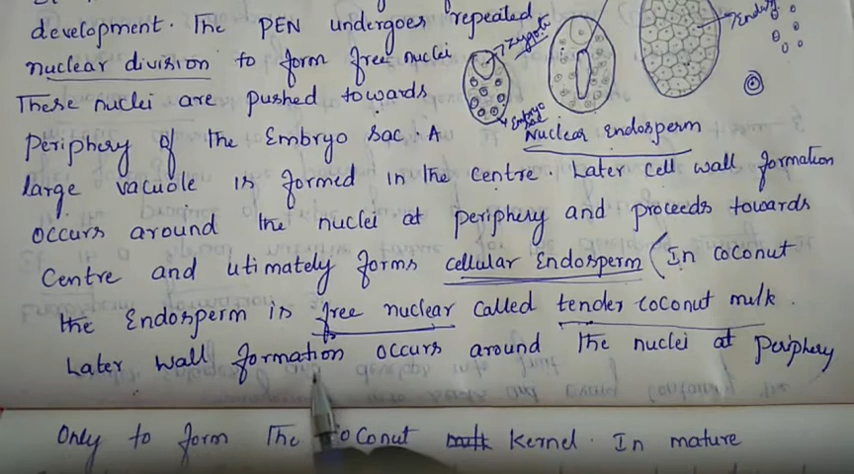 development. The PEN undergoes repeated
nuclear division to form free nuclei
These nuclei are pushed towards
Periphery of the Embryo sac. A
large vacuole is formed in the centre. Later cell wall formation
occurs around the nuclei at periphery and proceeds towards
Centre and utimately forms cellular Endosperm (In coconut
the Endosperm is free nuclear called tender coconut milk.
Later wall formation occurs around the nuclei at periphery
Only to form the coconut kernel. In mature
Zygote
Embryo sac
Nuclear Endosperm